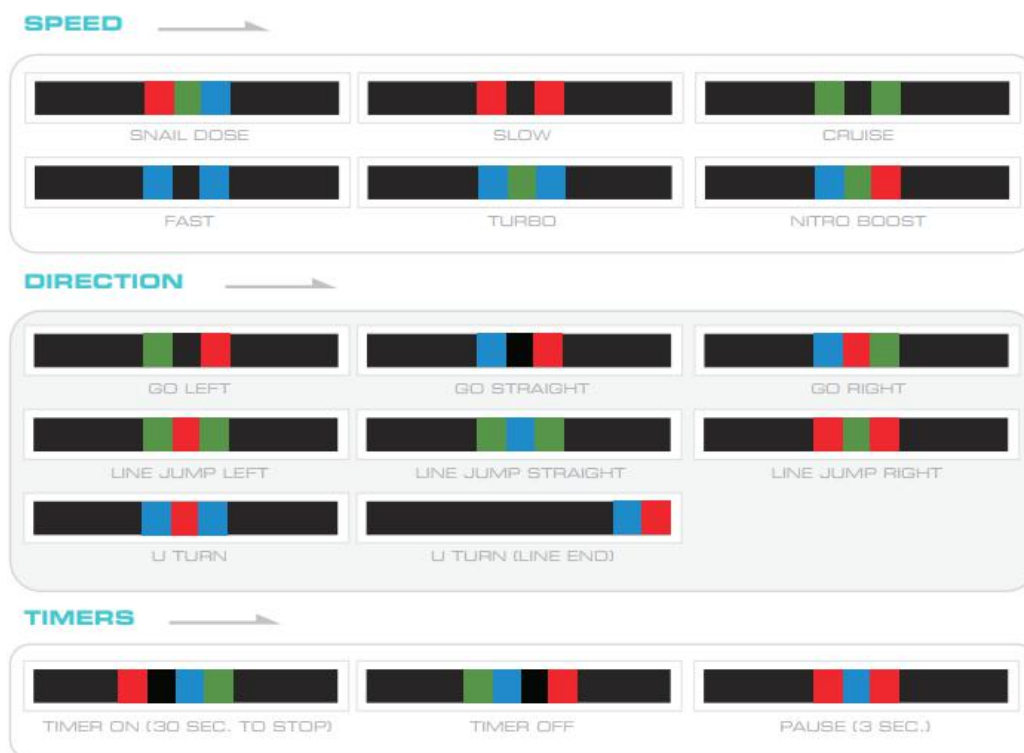 SPEED
SNAIL DOSE SLOW CRUISE
FAST TURBO NITRO BOOST
DIRECTION
GO LEFT GO STRAIGHT GO RIGHT
LINE JUMP LEFT LINE JUMP STRAIGHT LINE JUMP RIGHT
U TURN U TURN (LINE END)
TIMERS
TIMER ON (30 SEC. TO STOP) TIMER OFF PAUSE (3 SEC.)